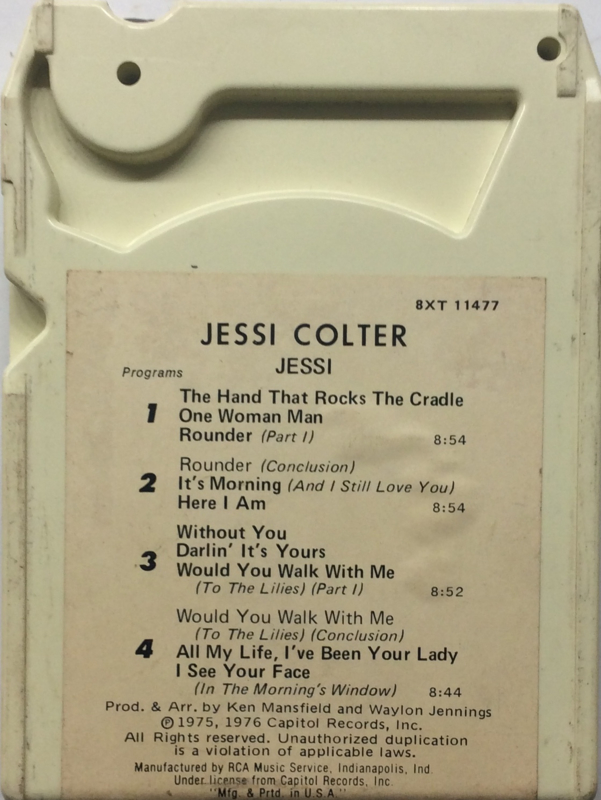 8XT 11477
JESSI COLTER
JESSI
Programs
1
The Hand That Rocks The Cradle
One Woman Man
Rounder (Part I) 8:54
2
Rounder (Conclusion)
It's Morning (And I Still Love You)
Here I Am 8:54
3
Without You
Darlin' It's Yours
Would You Walk With Me
(To The Lilies) (Part I) 8:52
4
Would You Walk With Me
(To The Lilies) (Conclusion)
All My Life, I've Been Your Lady
I See Your Face
(In The Morning's Window) 8:44
Prod. & Arr. by Ken Mansfield and Waylon Jennings
Ⓟ 1975, 1976 Capitol Records, Inc.
All Rights reserved. Unauthorized duplication
is a violation of applicable laws.
Manufactured by RCA Music Service, Indianapolis, Ind
Under license from Capitol Records, Inc.
"Mfg. & Prtd. in U.S.A."